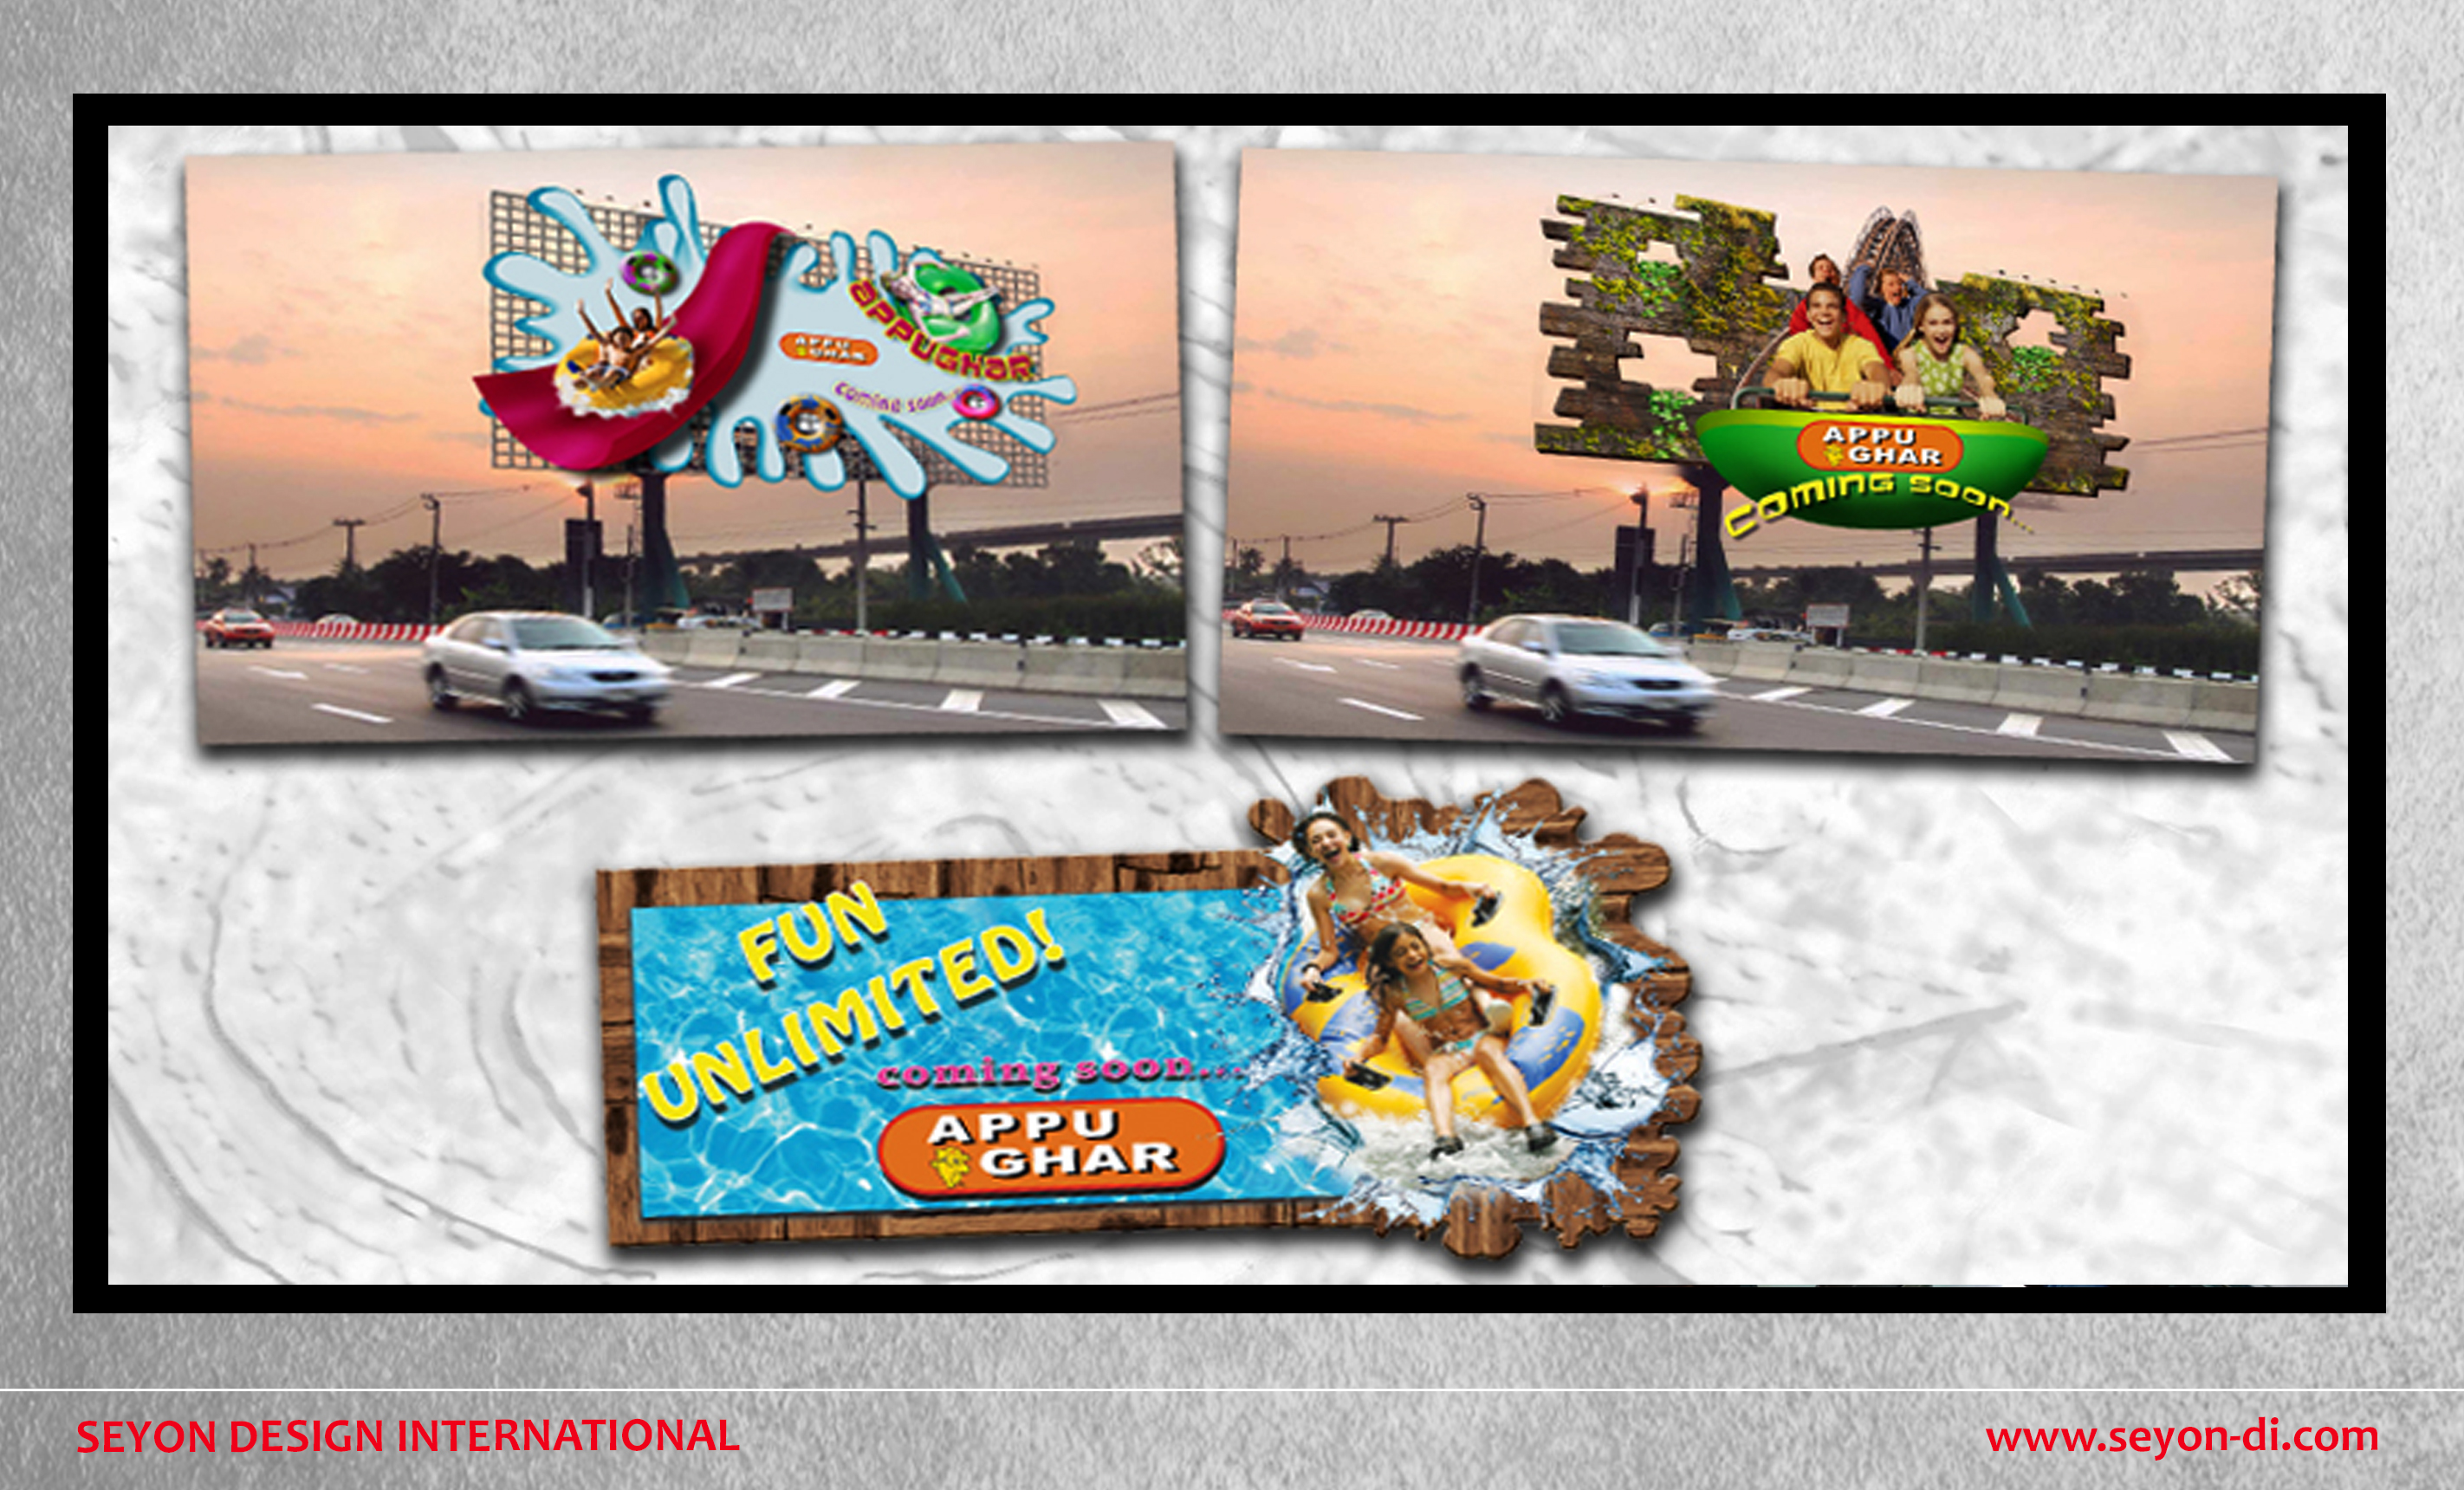 APPUGHAR
APPU
GHAR
coming soon...
APPU
GHAR
coming soon...
FUN
UNLIMITED!
coming soon...
APPU
GHAR
SEYON DESIGN INTERNATIONAL
www.seyon-di.com